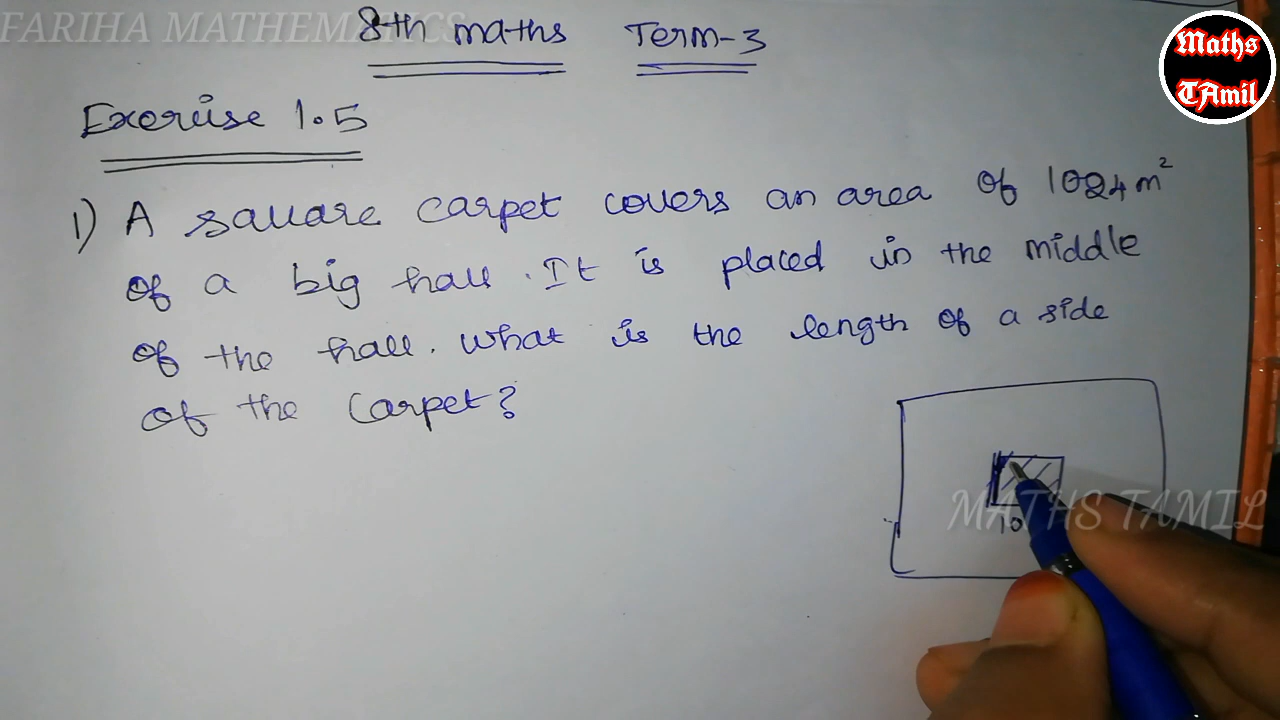 FARIHA MATHEMATICS
8th maths Term-3
Maths
TAmil
Exercise 1.5
1) A square carpet covers an area of 1024 m²
of a big hall. It is placed in the middle
of the hall. What is the length of a side
of the carpet?
MATHS TAMIL
10